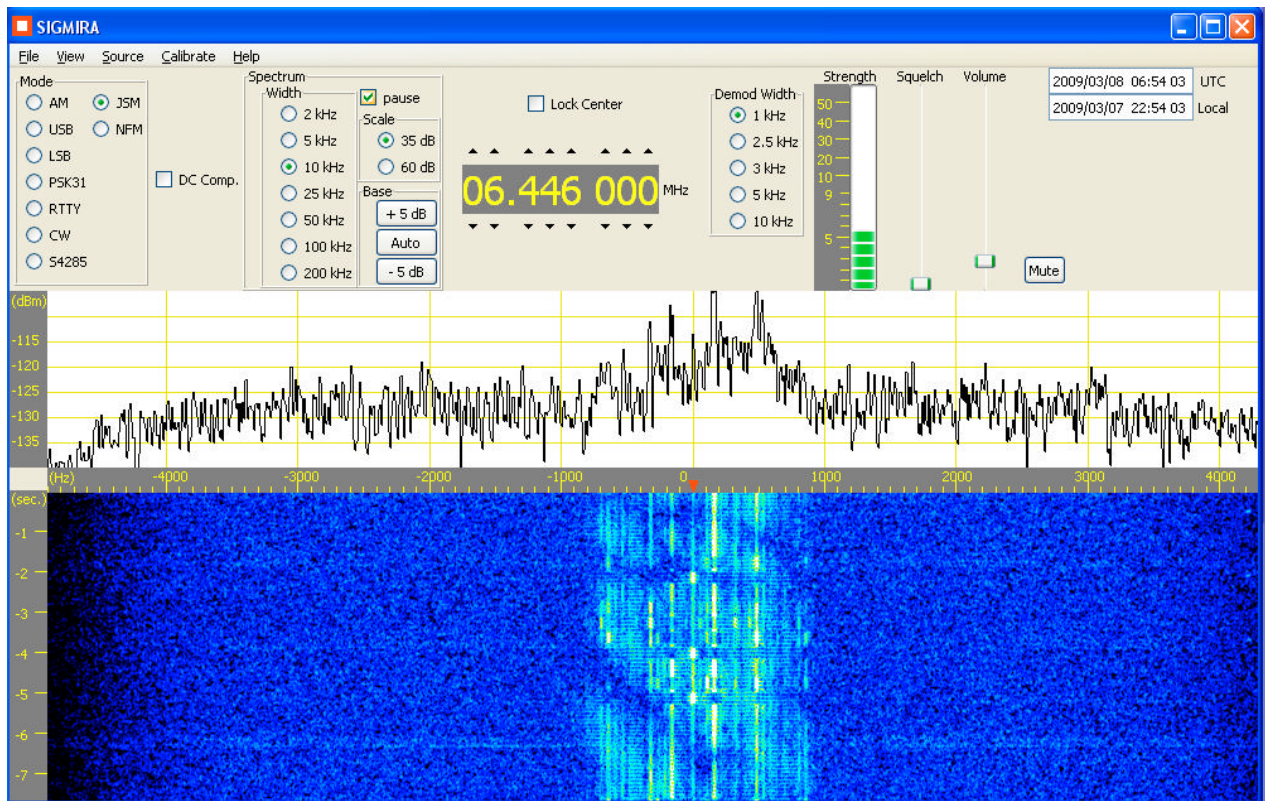 SIGMIRA
File View Source Calibrate Help
Mode
AM JSM
USB NFM
LSB
PSK31
RTTY
CW
S4285
DC Comp.
Spectrum
Width
2 kHz
5 kHz
10 kHz
25 kHz
50 kHz
100 kHz
200 kHz
pause
Scale
35 dB
60 dB
Base
+ 5 dB
Auto
- 5 dB
Lock Center
06.446 000 MHz
Demod Width
1 kHz
2.5 kHz
3 kHz
5 kHz
10 kHz
Strength Squelch Volume
50
40
30
20
10
9
5
Mute
2009/03/08 06:54 03 UTC
2009/03/07 22:54 03 Local
(dBm)
-115
-120
-125
-130
-135
(Hz) -4000 -3000 -2000 -1000 0 1000 2000 3000 4000
(sec.)
-1
-2
-3
-4
-5
-6
-7